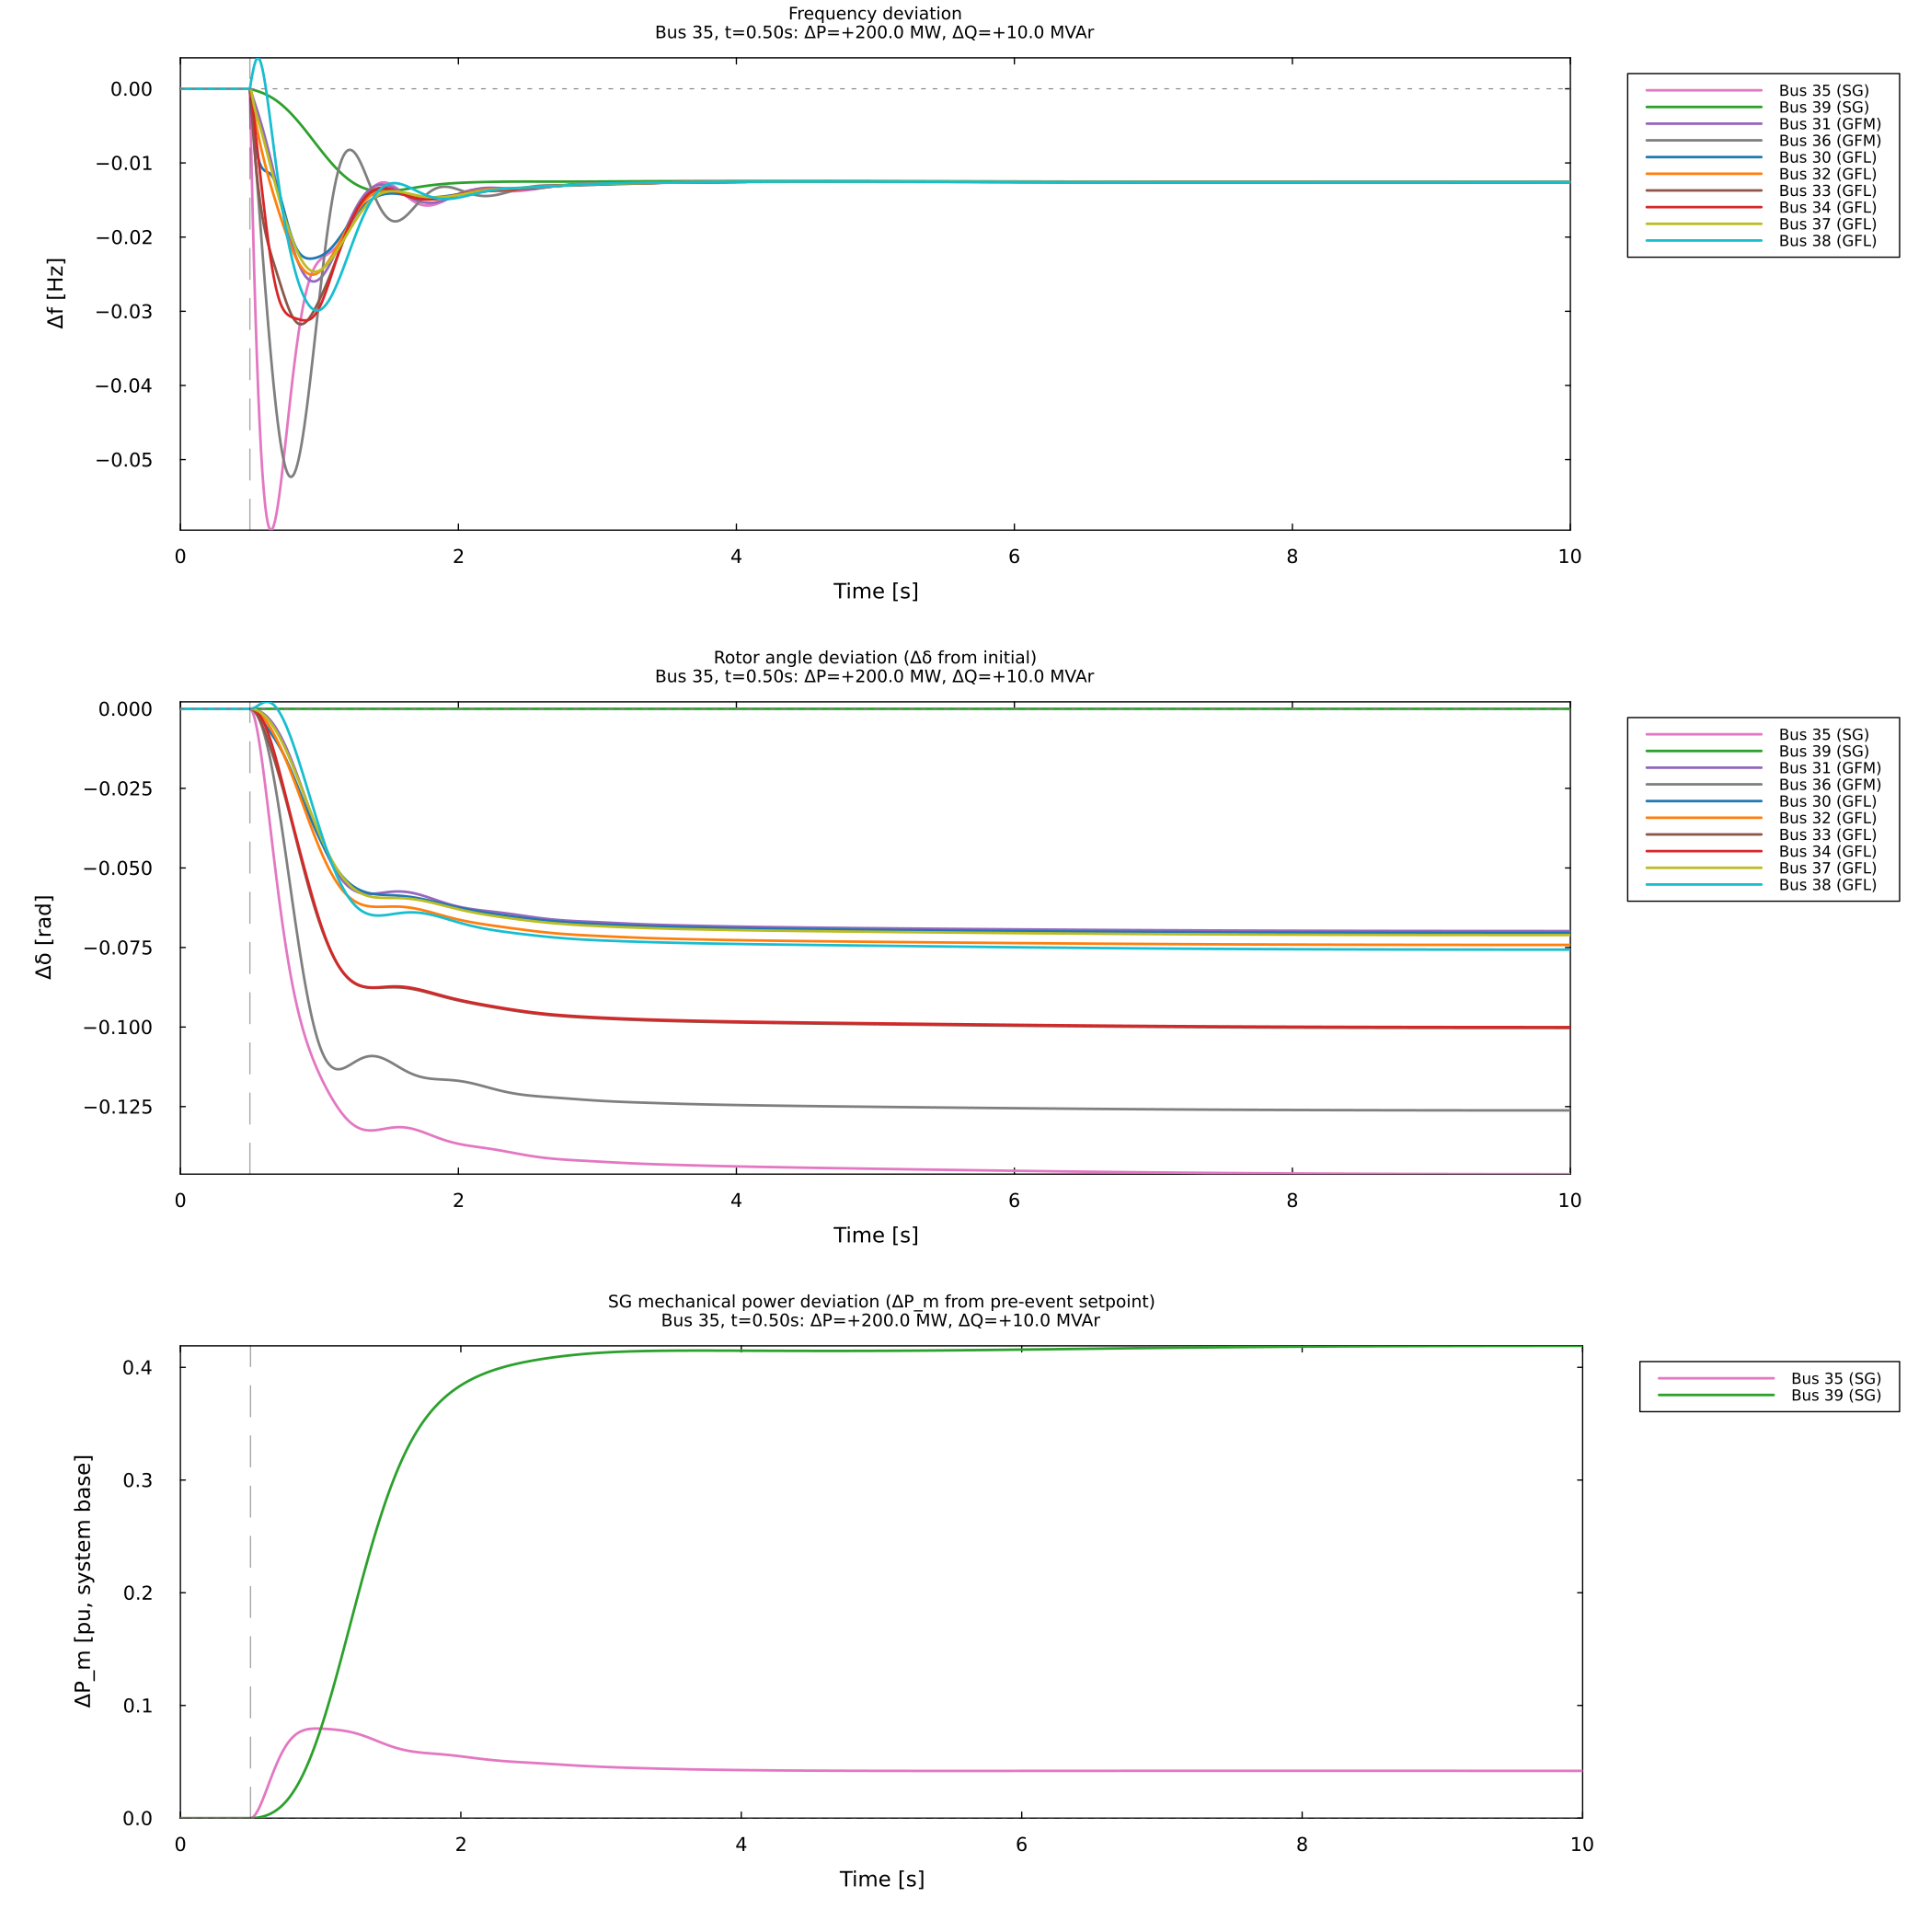 Frequency deviation
Bus 35, t=0.50s: ΔP=+200.0 MW, ΔQ=+10.0 MVAr
Δf [Hz]
0.00
−0.01
−0.02
−0.03
−0.04
−0.05
0 2 4 6 8 10
Time [s]
Bus 35 (SG)
Bus 39 (SG)
Bus 31 (GFM)
Bus 36 (GFM)
Bus 30 (GFL)
Bus 32 (GFL)
Bus 33 (GFL)
Bus 34 (GFL)
Bus 37 (GFL)
Bus 38 (GFL)
Rotor angle deviation (Δδ from initial)
Bus 35, t=0.50s: ΔP=+200.0 MW, ΔQ=+10.0 MVAr
Δδ [rad]
0.000
−0.025
−0.050
−0.075
−0.100
−0.125
0 2 4 6 8 10
Time [s]
Bus 35 (SG)
Bus 39 (SG)
Bus 31 (GFM)
Bus 36 (GFM)
Bus 30 (GFL)
Bus 32 (GFL)
Bus 33 (GFL)
Bus 34 (GFL)
Bus 37 (GFL)
Bus 38 (GFL)
SG mechanical power deviation (ΔP_m from pre-event setpoint)
Bus 35, t=0.50s: ΔP=+200.0 MW, ΔQ=+10.0 MVAr
ΔP_m [pu, system base]
0.4
0.3
0.2
0.1
0.0
0 2 4 6 8 10
Time [s]
Bus 35 (SG)
Bus 39 (SG)